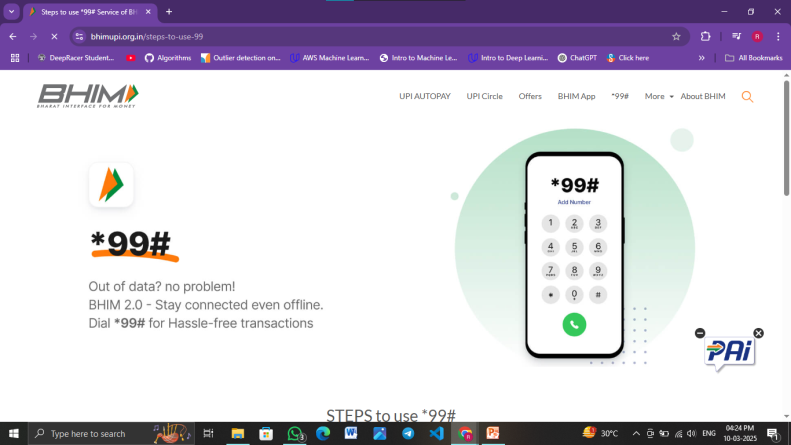 Steps to use *99# Service of BH
bhimupi.org.in/steps-to-use-99
R
DeepRacer Student...
Algorithms
Outlier detection on...
AWS Machine Learn...
Intro to Machine Le...
Intro to Deep Learni...
ChatGPT
Click here
All Bookmarks
BHIM
BHARAT INTERFACE FOR MONEY
UPI AUTOPAY
UPI Circle
Offers
BHIM App
*99#
More
About BHIM
*99#
Out of data? no problem!
BHIM 2.0 - Stay connected even offline.
Dial *99# for Hassle-free transactions
*99#
Add Number
1 2 3
4 5 6
7 8 9
* 0 #
PAi
STEPS to use *99#
Type here to search
3
30°C
ENG
04:24 PM
10-03-2025
1